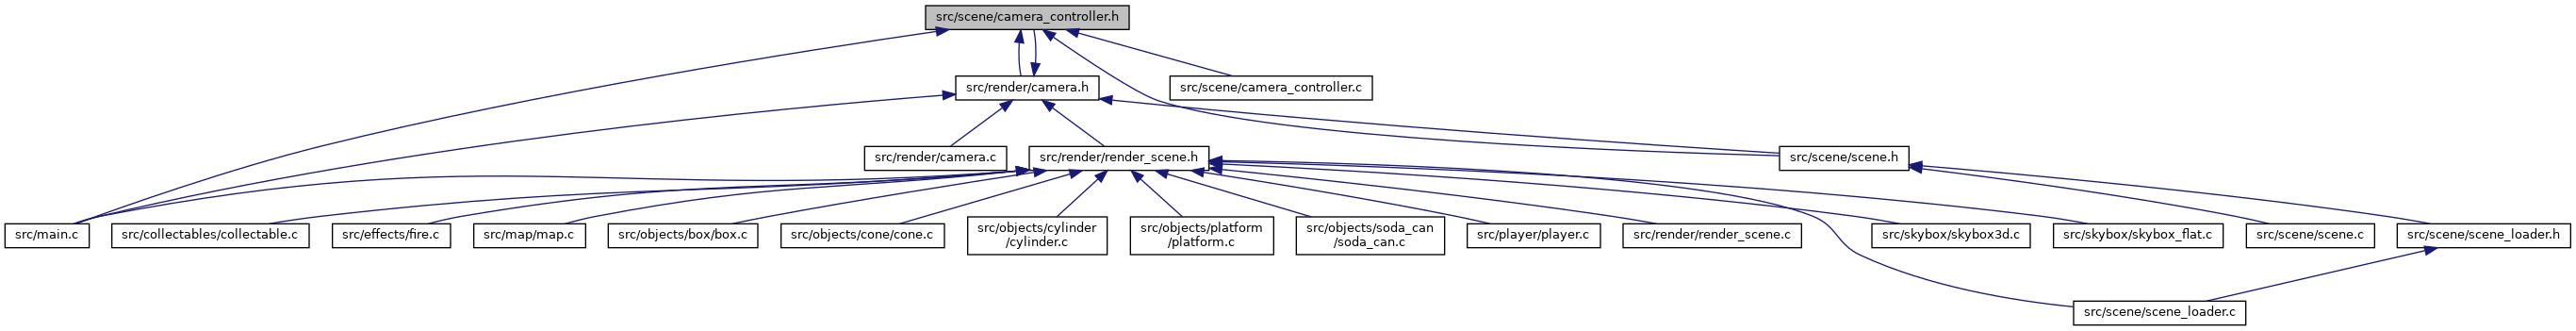 src/scene/camera_controller.h
src/render/camera.h
src/scene/camera_controller.c
src/render/camera.c
src/render/render_scene.h
src/scene/scene.h
src/main.c
src/collectables/collectable.c
src/effects/fire.c
src/map/map.c
src/objects/box/box.c
src/objects/cone/cone.c
src/objects/cylinder
/cylinder.c
src/objects/platform
/platform.c
src/objects/soda_can
/soda_can.c
src/player/player.c
src/render/render_scene.c
src/skybox/skybox3d.c
src/skybox/skybox_flat.c
src/scene/scene.c
src/scene/scene_loader.h
src/scene/scene_loader.c